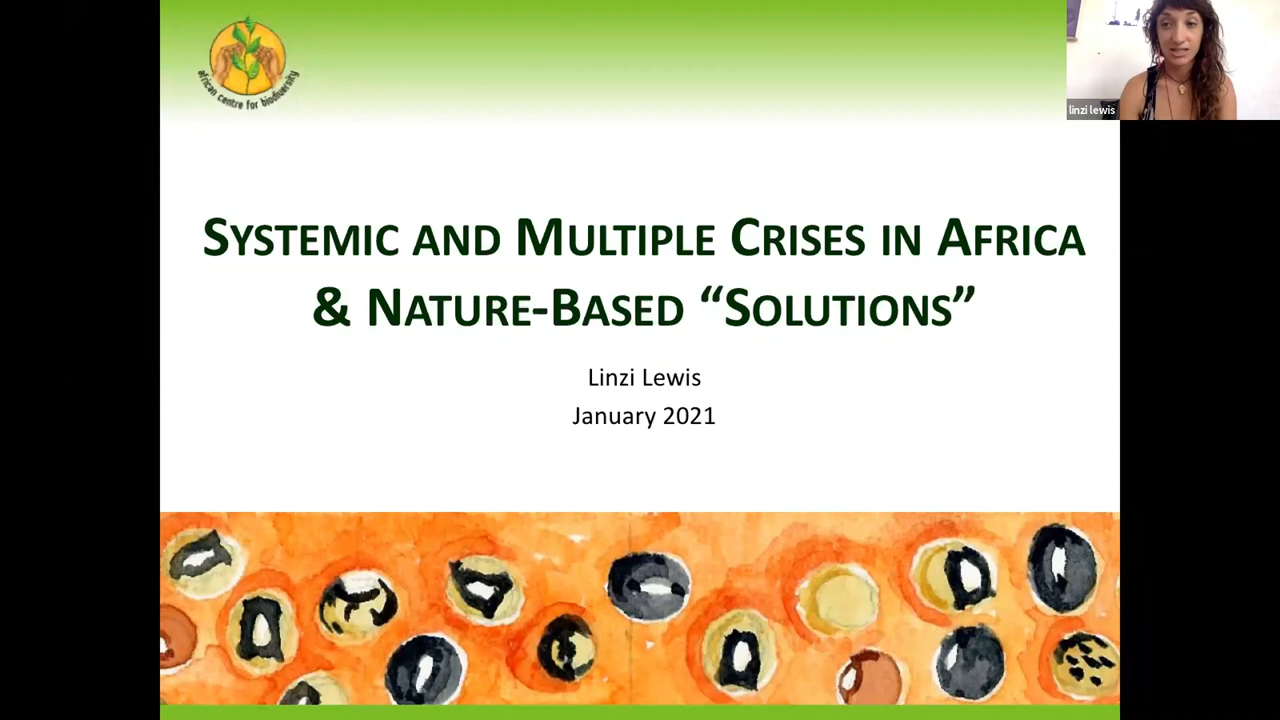 african centre for biodiversity
linzi lewis
SYSTEMIC AND MULTIPLE CRISES IN AFRICA
& NATURE-BASED “SOLUTIONS”
Linzi Lewis
January 2021